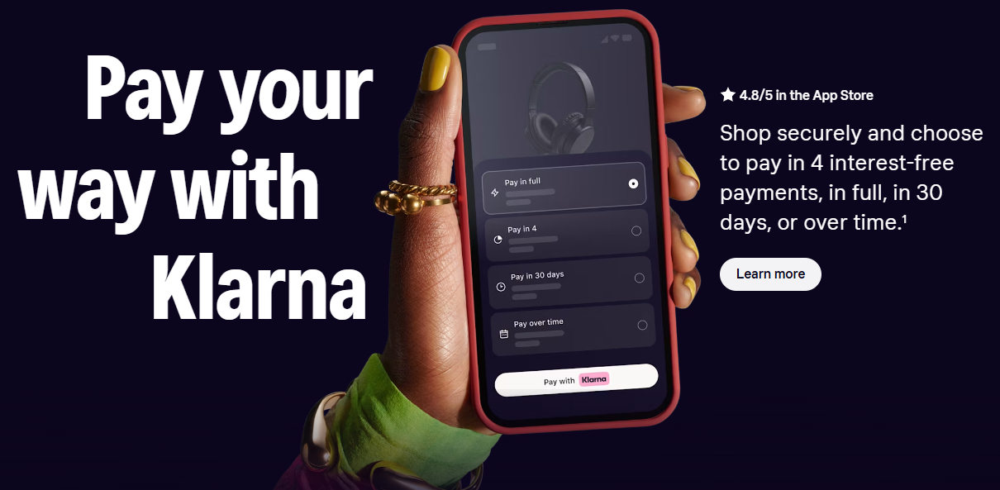 Pay your
way with
Klarna
Pay in full
Pay in 4
Pay in 30 days
Pay over time
Pay with Klarna
★ 4.8/5 in the App Store
Shop securely and choose
to pay in 4 interest-free
payments, in full, in 30
days, or over time.¹
Learn more